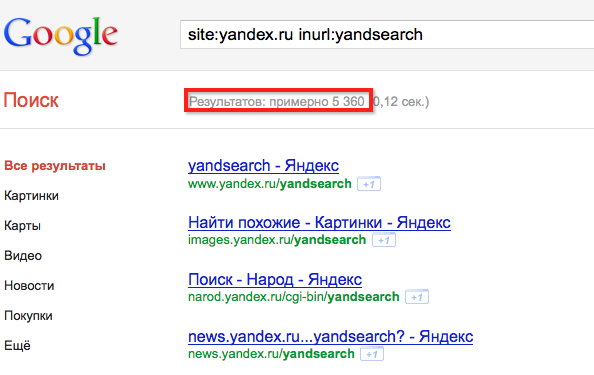 Google
site:yandex.ru inurl:yandsearch
Поиск
Результатов: примерно 5 360 0,12 сек.)
Все результаты
Картинки
Карты
Видео
Новости
Покупки
Ещё
yandsearch - Яндекс
www.yandex.ru/yandsearch +1
Найти похожие - Картинки - Яндекс
images.yandex.ru/yandsearch +1
Поиск - Народ - Яндекс
narod.yandex.ru/cgi-bin/yandsearch +1
news.yandex.ru...yandsearch? - Яндекс
news.yandex.ru/yandsearch +1